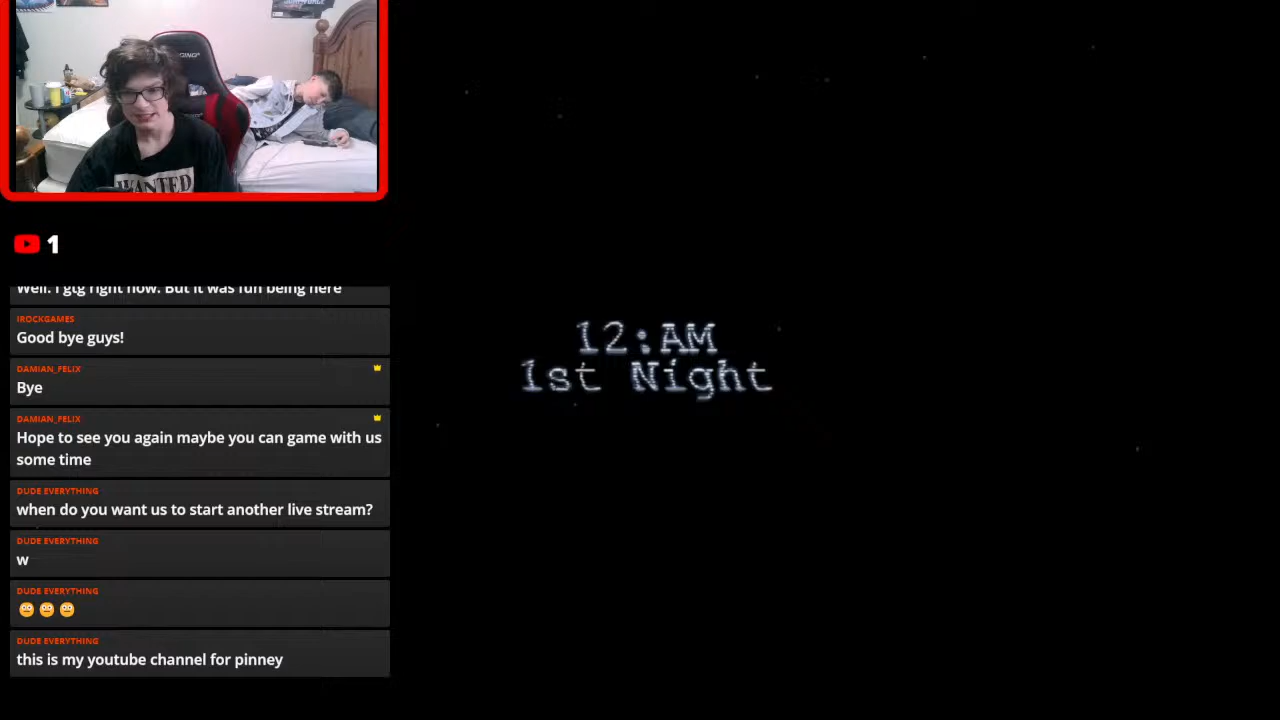 WANTED
1
Well. I gtg right now. But it was fun being here
IROCKGAMES
Good bye guys!
DAMIAN_FELIX
Bye
DAMIAN_FELIX
Hope to see you again maybe you can game with us
some time
DUDE EVERYTHING
when do you want us to start another live stream?
DUDE EVERYTHING
w
DUDE EVERYTHING
😳😳😳
DUDE EVERYTHING
this is my youtube channel for pinney
12:AM
1st Night